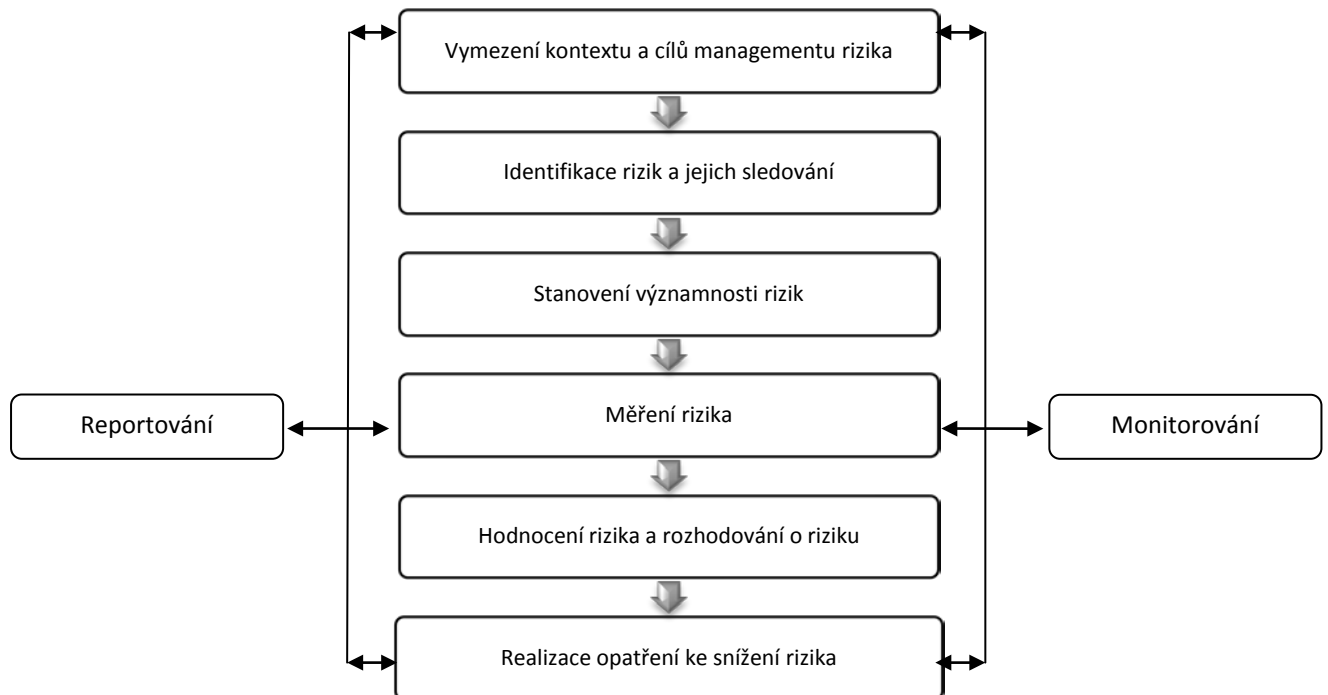 Vymezení kontextu a cílů managementu rizika
Identifikace rizik a jejich sledování
Stanovení významnosti rizik
Reportování
Měření rizika
Monitorování
Hodnocení rizika a rozhodování o riziku
Realizace opatření ke snížení rizika